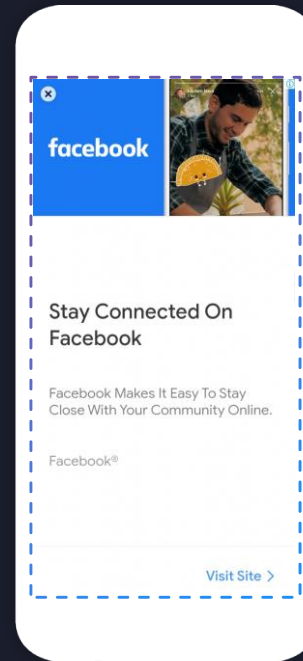 facebook
Stay Connected On
Facebook
Facebook Makes It Easy To Stay
Close With Your Community Online.
Facebook®
Visit Site >